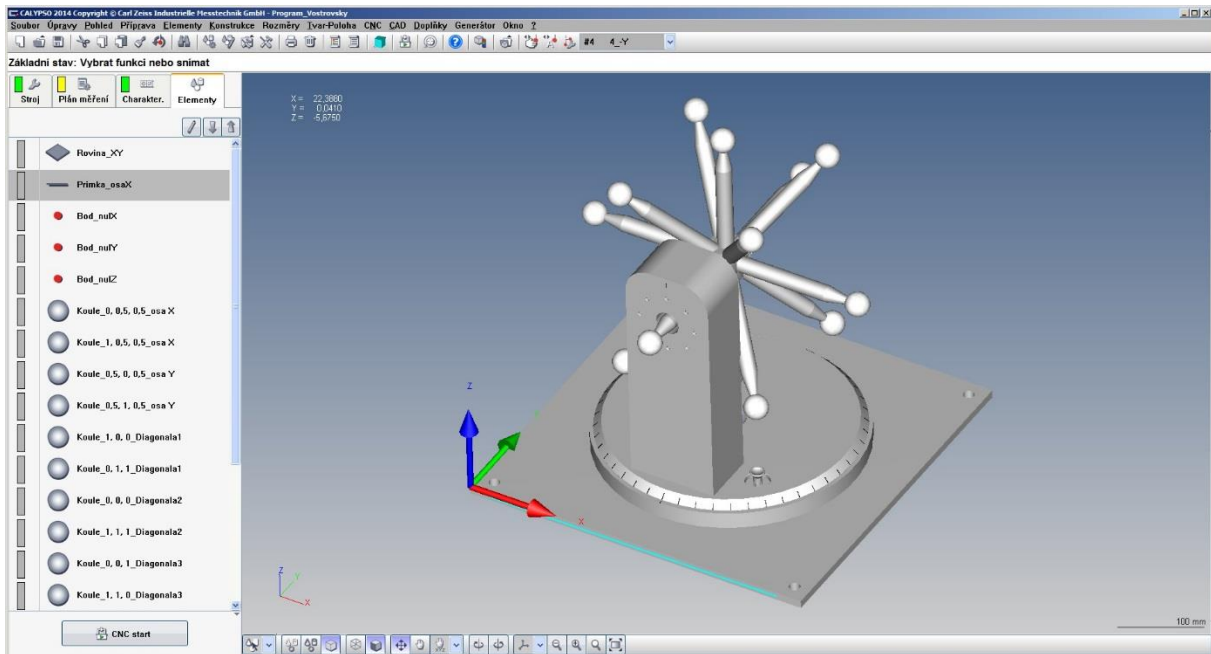 CALYPSO 2014 Copyright © Carl Zeiss Industrielle Messtechnik GmbH - Program_Vostrovsky
Soubor Úpravy Pohled Příprava Elementy Konstrukce Rozměry Tvar-Poloha CNC CAD Doplňky Generátor Okno ?
#4 4_-Y
Základní stav: Vybrat funkci nebo snímat
Stroj Plán měření Charakter. Elementy
X = 22,3880
Y = 0,0410
Z = -5,6750
Rovina_XY
Primka_osaX
Bod_nulX
Bod_nulY
Bod_nulZ
Koule_0, 0,5, 0,5_osa X
Koule_1, 0,5, 0,5_osa X
Koule_0,5, 0, 0,5_osa Y
Koule_0,5, 1, 0,5_osa Y
Koule_1, 0, 0_Diagonala1
Koule_0, 1, 1_Diagonala1
Koule_0, 0, 0_Diagonala2
Koule_1, 1, 1_Diagonala2
Koule_0, 0, 1_Diagonala3
Koule_1, 1, 0_Diagonala3
CNC start
Z
X
Z
Y
X
100 mm